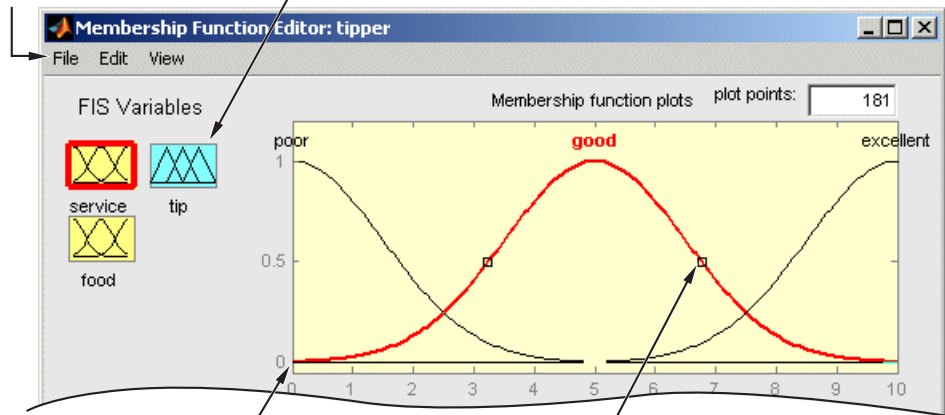 Membership Function Editor: tipper
File Edit View
FIS Variables
Membership function plots plot points: 181
poor good excellent
service tip
food
1
0.5
0
0 1 2 3 4 5 6 7 8 9 10